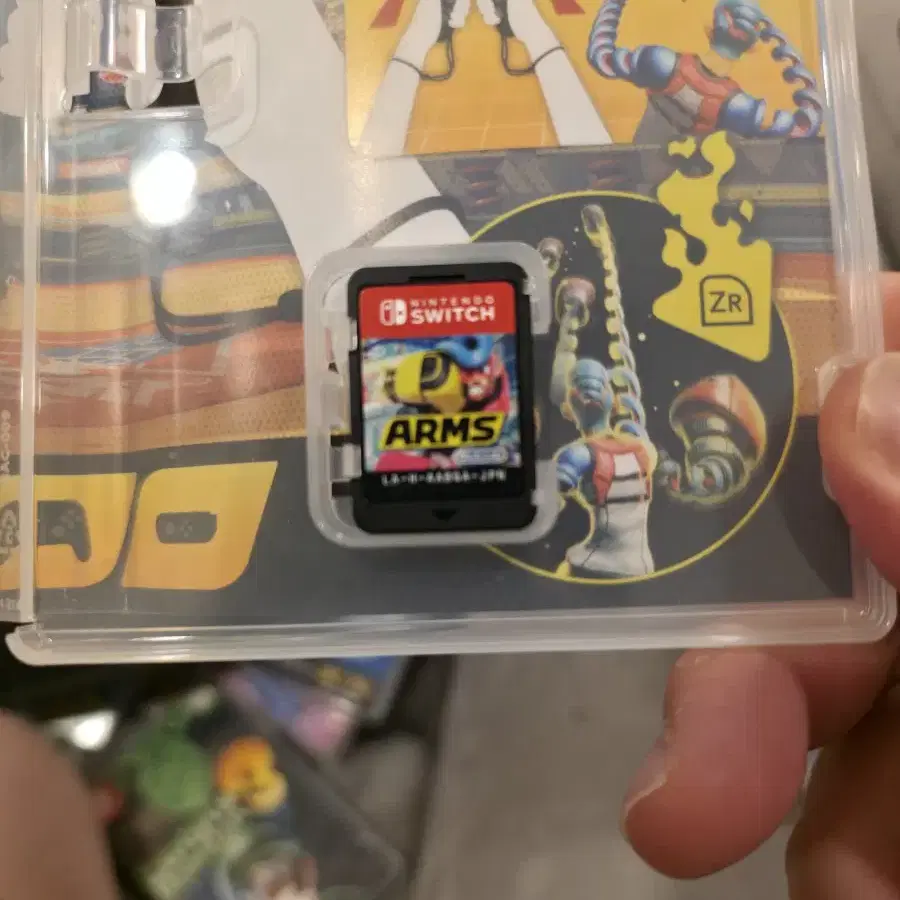 ZR
NINTENDO
SWITCH
ARMS
LA-H-AABQA-JPN